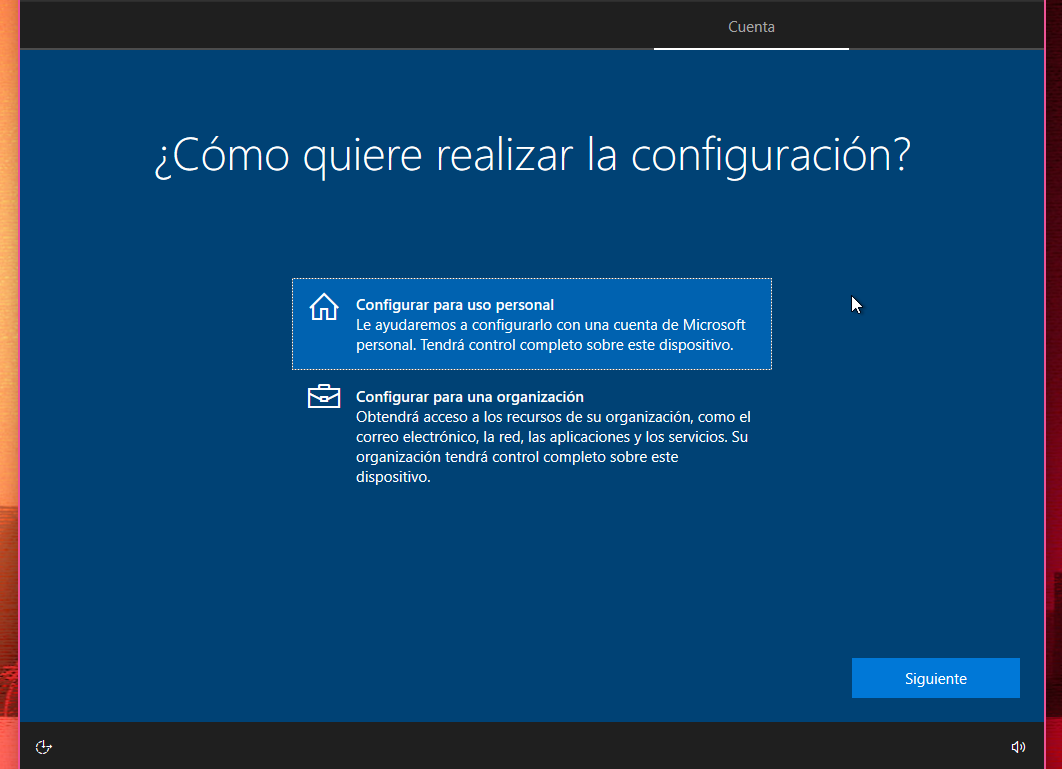 Cuenta
¿Cómo quiere realizar la configuración?
Configurar para uso personal
Le ayudaremos a configurarlo con una cuenta de Microsoft
personal. Tendrá control completo sobre este dispositivo.
Configurar para una organización
Obtendrá acceso a los recursos de su organización, como el
correo electrónico, la red, las aplicaciones y los servicios. Su
organización tendrá control completo sobre este
dispositivo.
Siguiente